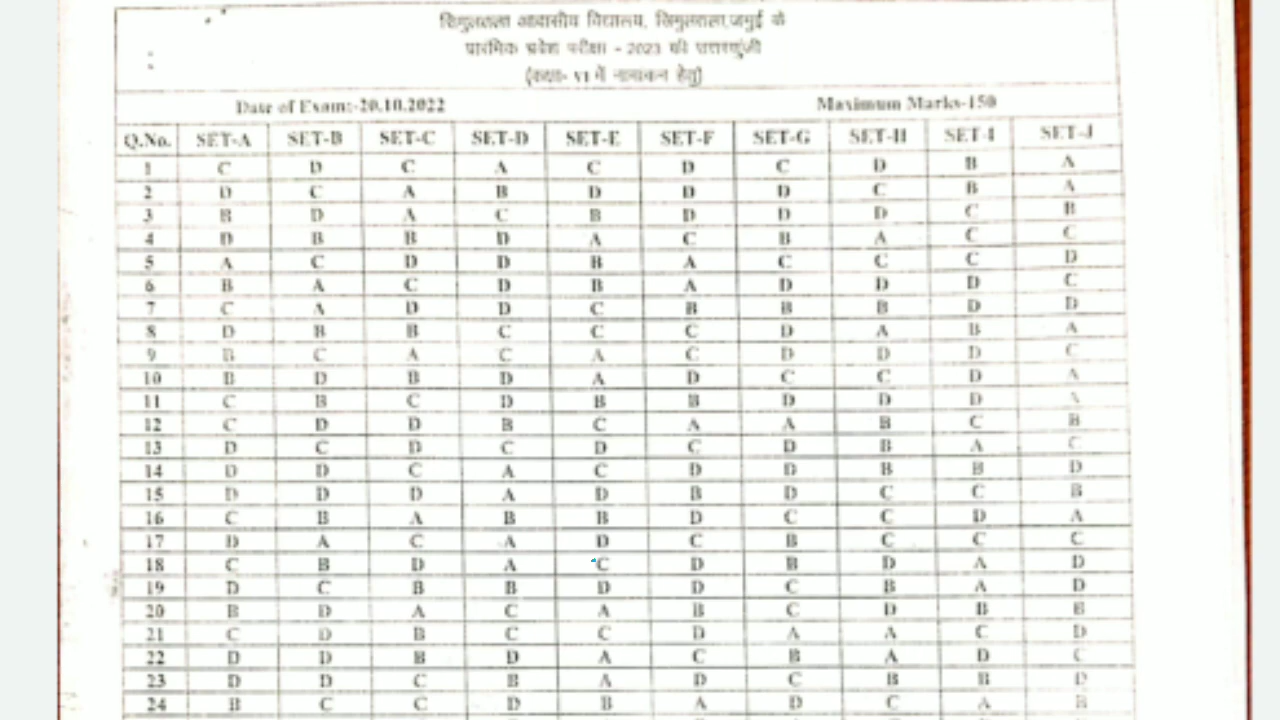 सिमुलतला आवासीय विद्यालय, सिमुलतला,जमुई के
प्रारंभिक प्रवेश परीक्षा - 2023 की उत्तरकुंजी
(कक्षा- VI में नामांकन हेतु)
Date of Exam:-20.10.2022 Maximum Marks-150
Q.No. SET-A SET-B SET-C SET-D SET-E SET-F SET-G SET-H SET-I SET-J
1 C D C A C D C D B A
2 D C A B D D D C B A
3 B D A C B D D D C B
4 D B B D A C B A C C
5 A C D D B A C C C D
6 B A C D B A D D D C
7 C A D D C B B B D D
8 D B B C C C D A B A
9 B C A C A C D D D C
10 B D B D A D C C D A
11 C B C D B B D D D A
12 C D D B C A A B C B
13 D C D C D C D B A C
14 D D C A C D D B B D
15 D D D A D B D C C B
16 C B A B B D C C D A
17 D A C A D C B C C C
18 C B D A C D B D A D
19 D C B B D D C B A D
20 B D A C A B C D B B
21 C D B C C D A A C D
22 D D B D A C B A D C
23 D D C B A D C B B D
24 B C C D B A D C A B